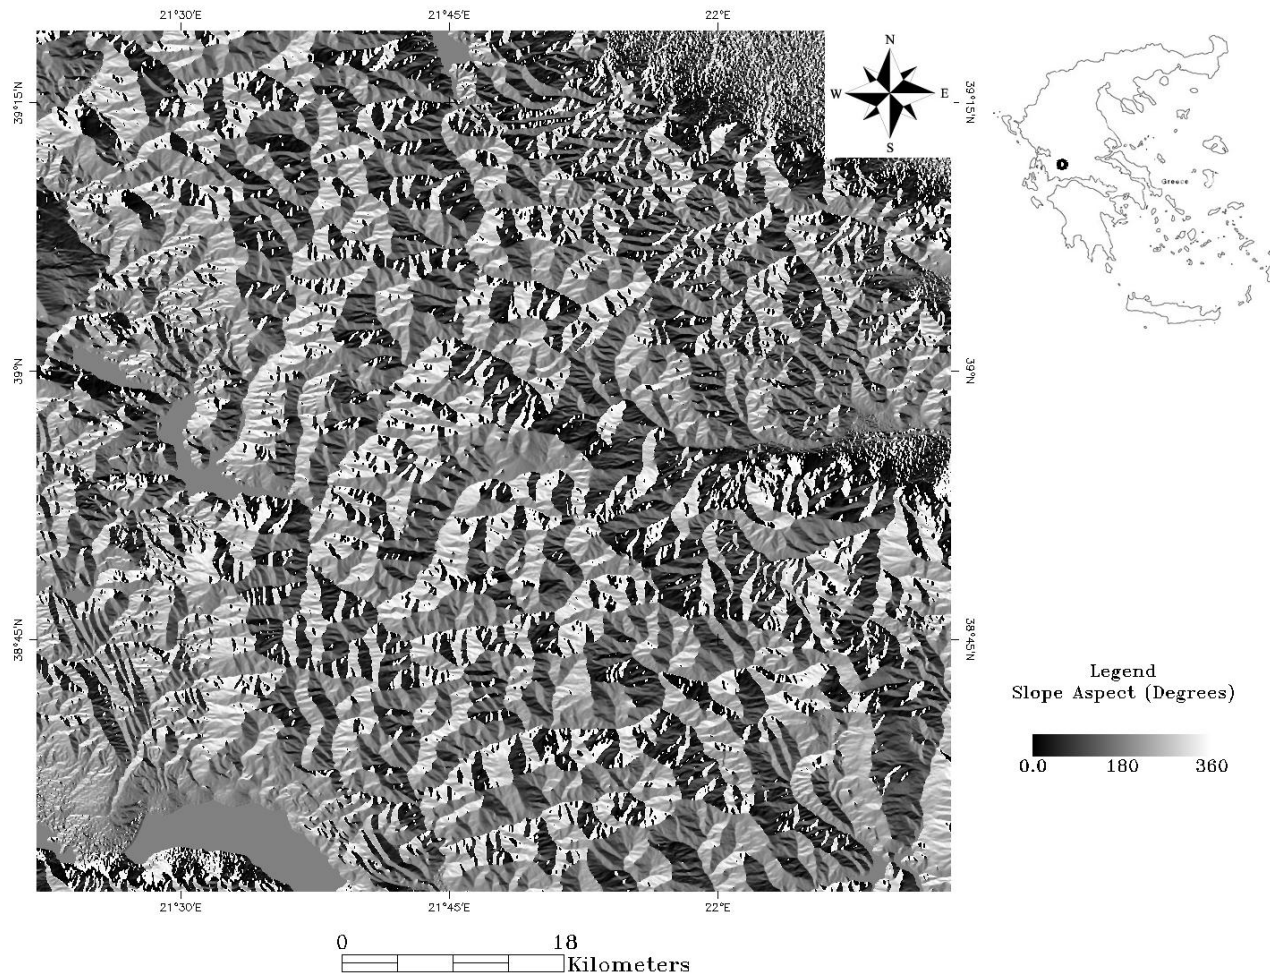 21°30′E 21°45′E 22°E
39°15′N
39°15′N
N
W E
S
Greece
39°N
39°N
38°45′N
38°45′N
Legend
Slope Aspect (Degrees)
0.0 180 360
21°30′E 21°45′E 22°E
0 18
Kilometers